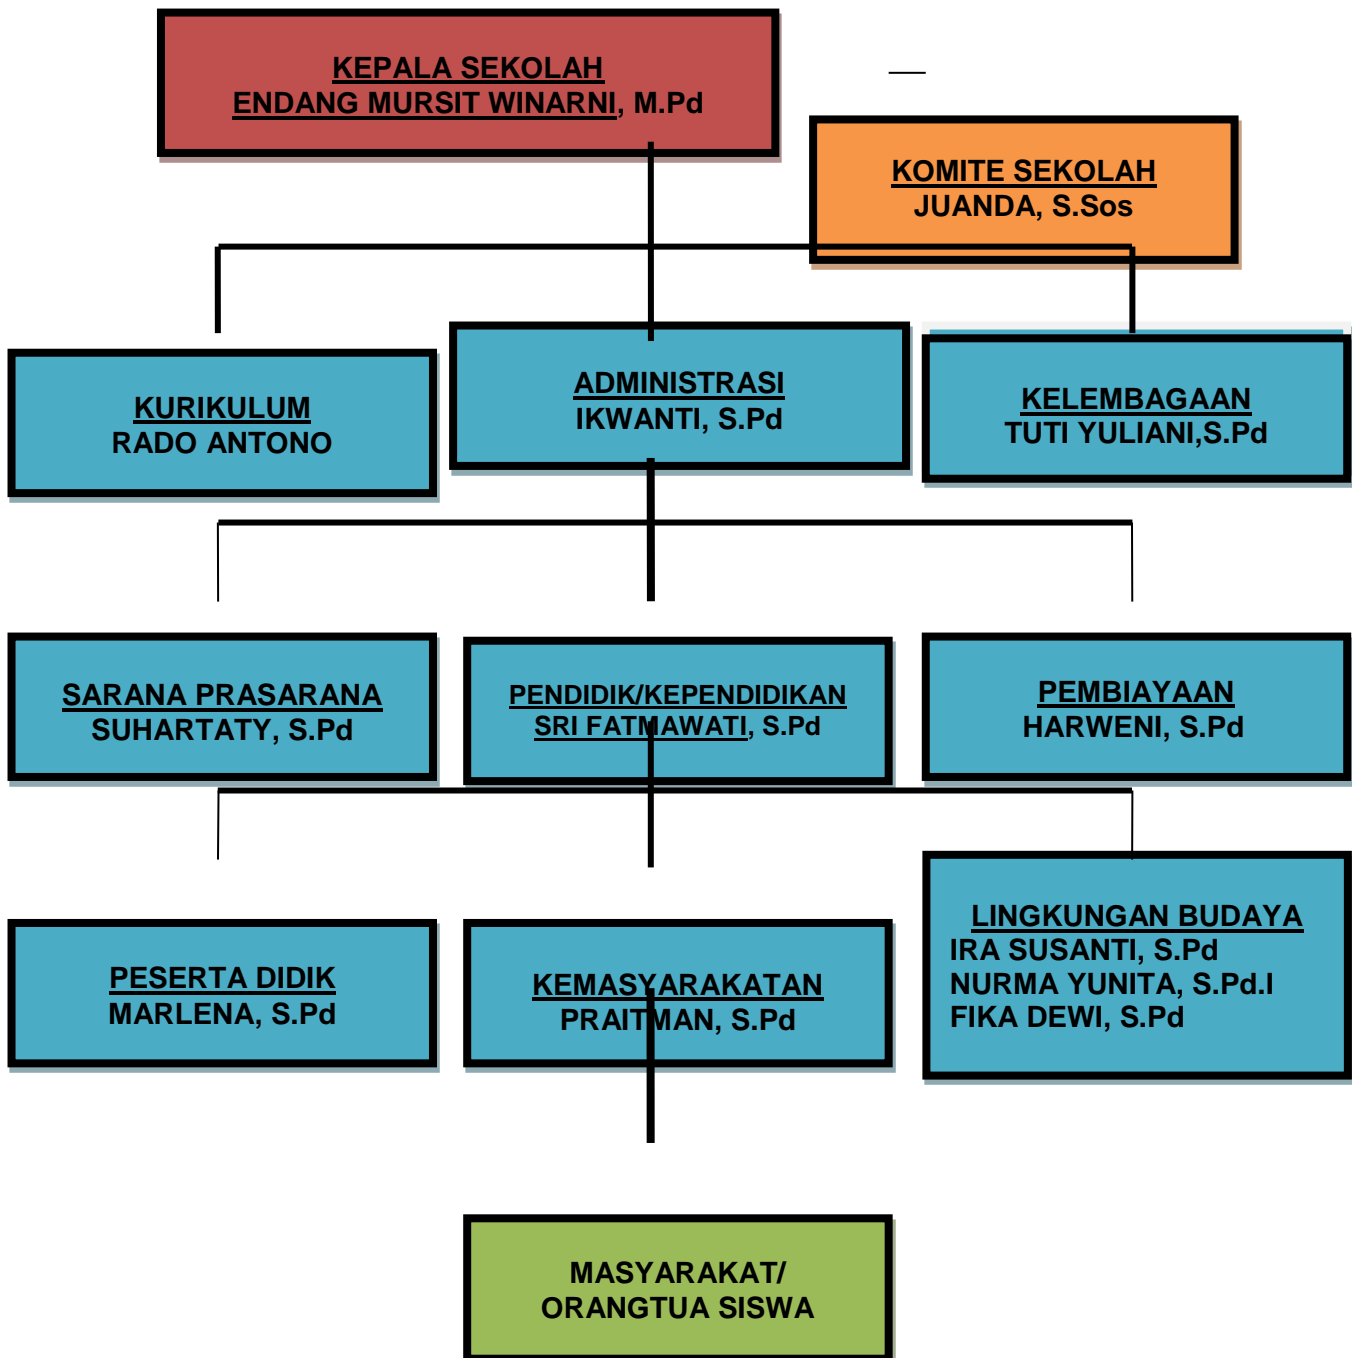 KEPALA SEKOLAH
ENDANG MURSIT WINARNI, M.Pd
KOMITE SEKOLAH
JUANDA, S.Sos
KURIKULUM
RADO ANTONO
ADMINISTRASI
IKWANTI, S.Pd
KELEMBAGAAN
TUTI YULIANI,S.Pd
SARANA PRASARANA
SUHARTATY, S.Pd
PENDIDIK/KEPENDIDIKAN
SRI FATMAWATI, S.Pd
PEMBIAYAAN
HARWENI, S.Pd
PESERTA DIDIK
MARLENA, S.Pd
KEMASYARAKATAN
PRAITMAN, S.Pd
LINGKUNGAN BUDAYA
IRA SUSANTI, S.Pd
NURMA YUNITA, S.Pd.I
FIKA DEWI, S.Pd
MASYARAKAT/
ORANGTUA SISWA